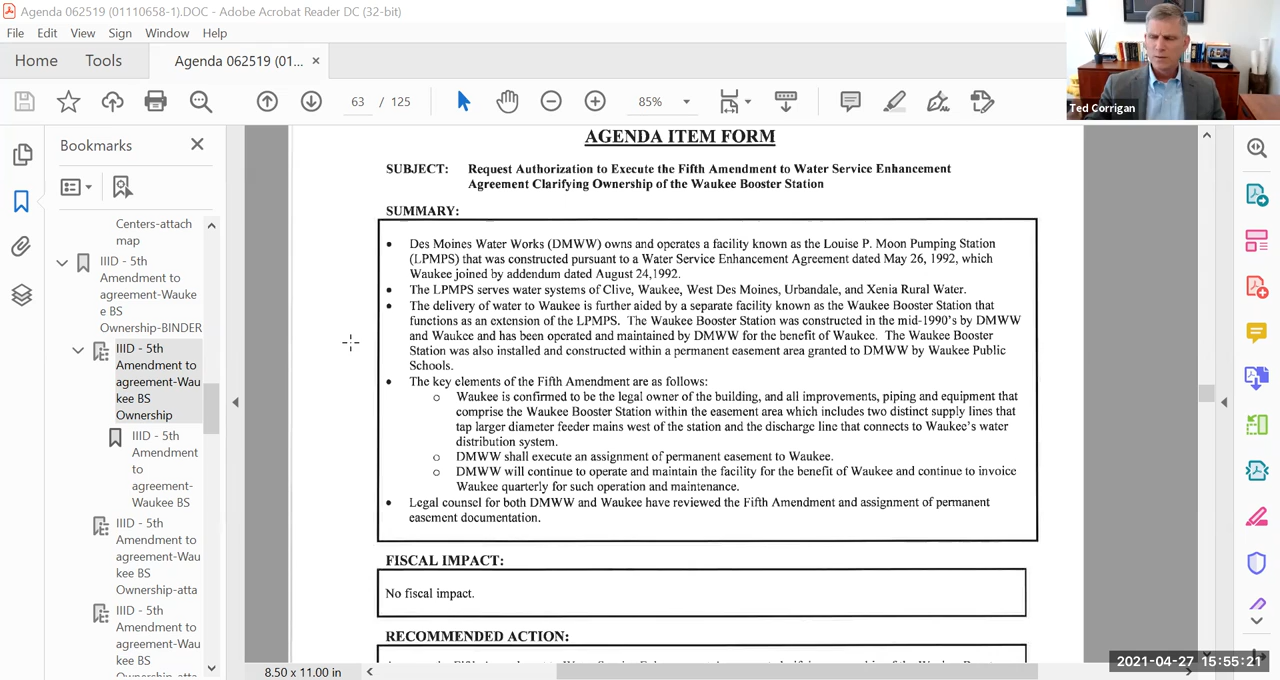 Agenda 062519 (01110658-1).DOC - Adobe Acrobat Reader DC (32-bit)
File Edit View Sign Window Help
Home Tools Agenda 062519 (01... ×
63 / 125 85%
Ted Corrigan
Bookmarks
Centers-attach
map
IIID - 5th
Amendment to
agreement-Wauke
e BS
Ownership-BINDER
IIID - 5th
Amendment to
agreement-Wau
kee BS
Ownership
IIID - 5th
Amendment
to
agreement-
Waukee BS
IIID - 5th
Amendment to
agreement-Wau
kee BS
Ownership-atta
IIID - 5th
Amendment to
agreement-Wau
kee BS
AGENDA ITEM FORM
SUBJECT: Request Authorization to Execute the Fifth Amendment to Water Service Enhancement
Agreement Clarifying Ownership of the Waukee Booster Station
SUMMARY:
• Des Moines Water Works (DMWW) owns and operates a facility known as the Louise P. Moon Pumping Station
(LPMPS) that was constructed pursuant to a Water Service Enhancement Agreement dated May 26, 1992, which
Waukee joined by addendum dated August 24,1992.
• The LPMPS serves water systems of Clive, Waukee, West Des Moines, Urbandale, and Xenia Rural Water.
• The delivery of water to Waukee is further aided by a separate facility known as the Waukee Booster Station that
functions as an extension of the LPMPS. The Waukee Booster Station was constructed in the mid-1990's by DMWW
and Waukee and has been operated and maintained by DMWW for the benefit of Waukee. The Waukee Booster
Station was also installed and constructed within a permanent easement area granted to DMWW by Waukee Public
Schools.
• The key elements of the Fifth Amendment are as follows:
o Waukee is confirmed to be the legal owner of the building, and all improvements, piping and equipment that
comprise the Waukee Booster Station within the easement area which includes two distinct supply lines that
tap larger diameter feeder mains west of the station and the discharge line that connects to Waukee's water
distribution system.
o DMWW shall execute an assignment of permanent easement to Waukee.
o DMWW will continue to operate and maintain the facility for the benefit of Waukee and continue to invoice
Waukee quarterly for such operation and maintenance.
• Legal counsel for both DMWW and Waukee have reviewed the Fifth Amendment and assignment of permanent
easement documentation.
FISCAL IMPACT:
No fiscal impact.
RECOMMENDED ACTION:
8.50 x 11.00 in
2021-04-27 15:55:21